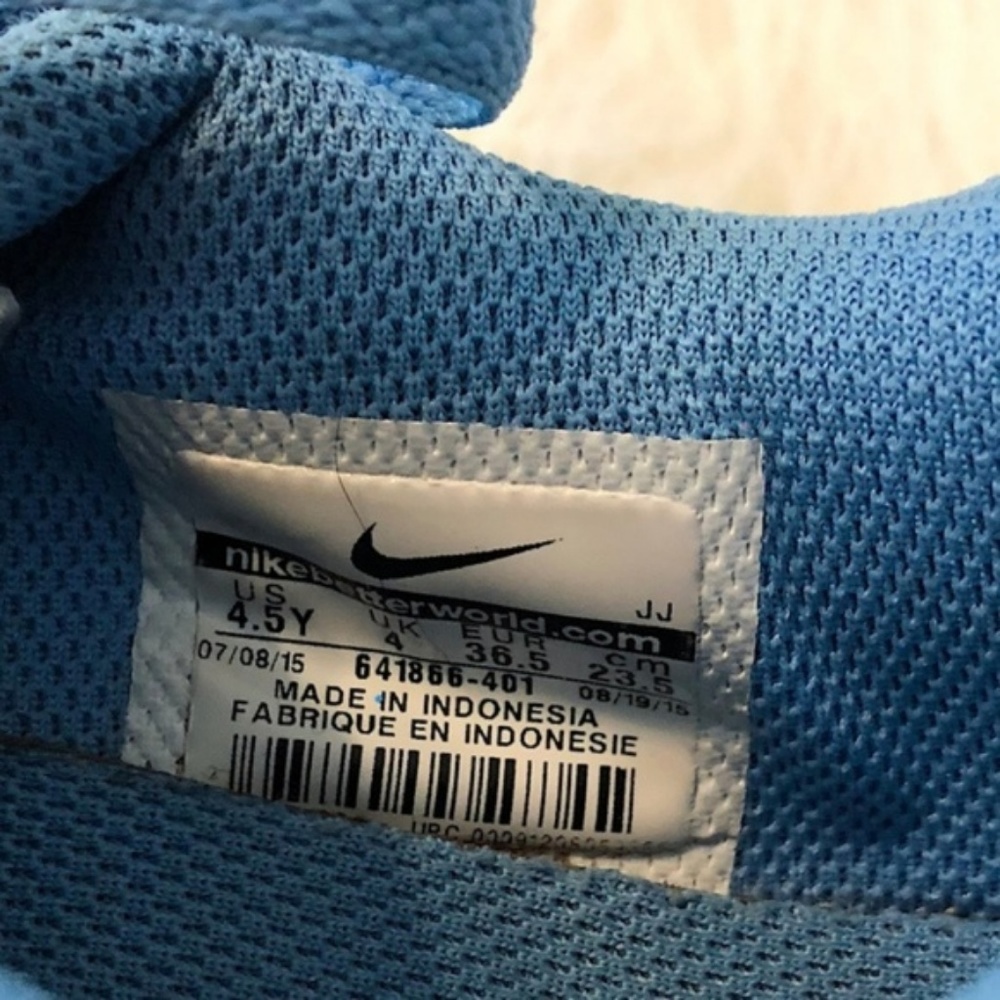 nikebetterworld.com
JJ
US UK EUR cm
4.5Y 4 36.5 23.5
07/08/15 641866-401 08/19/15
MADE IN INDONESIA
FABRIQUE EN INDONESIE
UPC